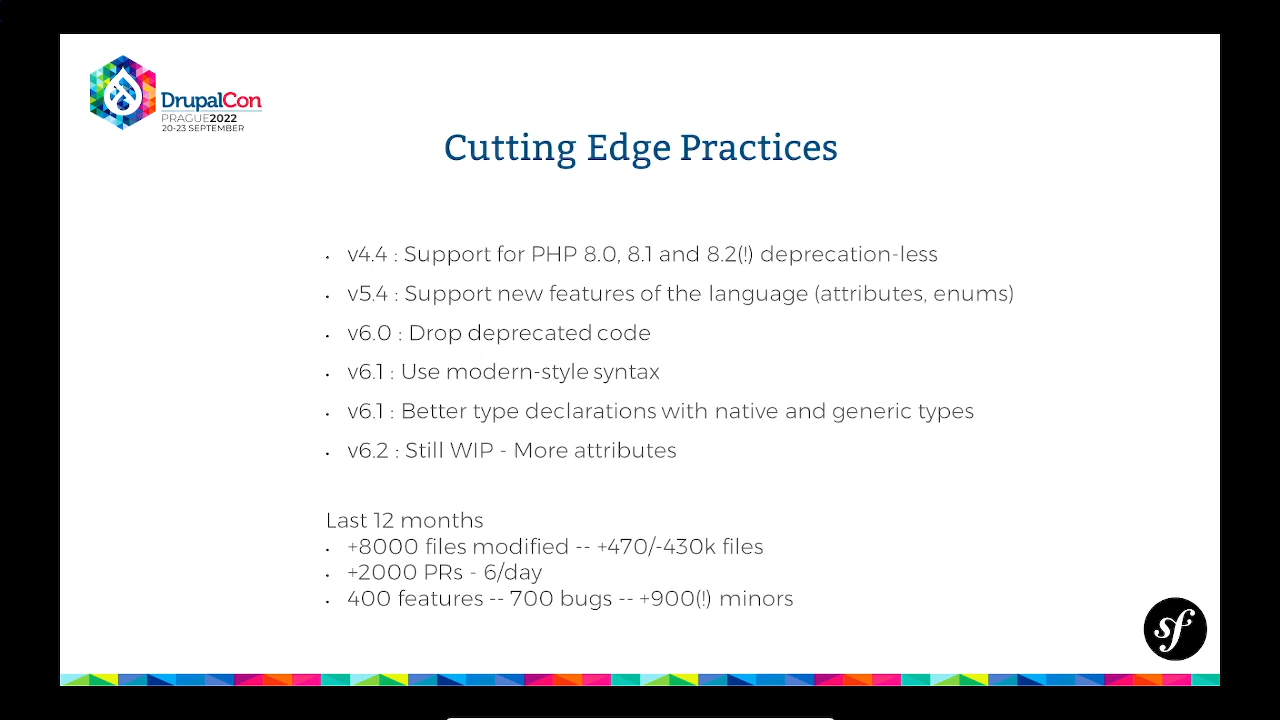 DrupalCon
PRAGUE2022
20-23 SEPTEMBER
Cutting Edge Practices
• v4.4 : Support for PHP 8.0, 8.1 and 8.2(!) deprecation-less
• v5.4 : Support new features of the language (attributes, enums)
• v6.0 : Drop deprecated code
• v6.1 : Use modern-style syntax
• v6.1 : Better type declarations with native and generic types
• v6.2 : Still WIP - More attributes
Last 12 months
• +8000 files modified -- +470/-430k files
• +2000 PRs - 6/day
• 400 features -- 700 bugs -- +900(!) minors
sf